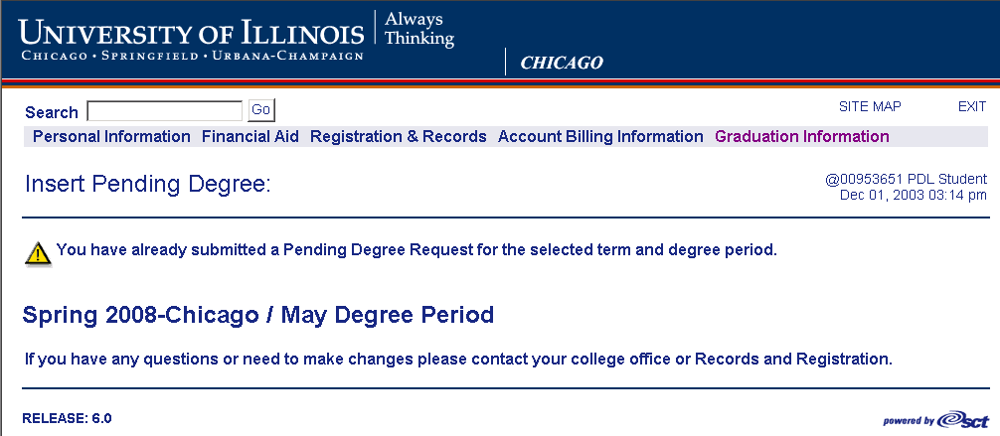 UNIVERSITY OF ILLINOIS
Always
Thinking
CHICAGO • SPRINGFIELD • URBANA-CHAMPAIGN
CHICAGO
Search Go SITE MAP EXIT
Personal Information Financial Aid Registration & Records Account Billing Information Graduation Information
Insert Pending Degree:
@00953651 PDL Student
Dec 01, 2003 03:14 pm
You have already submitted a Pending Degree Request for the selected term and degree period.
Spring 2008-Chicago / May Degree Period
If you have any questions or need to make changes please contact your college office or Records and Registration.
RELEASE: 6.0 powered by sct